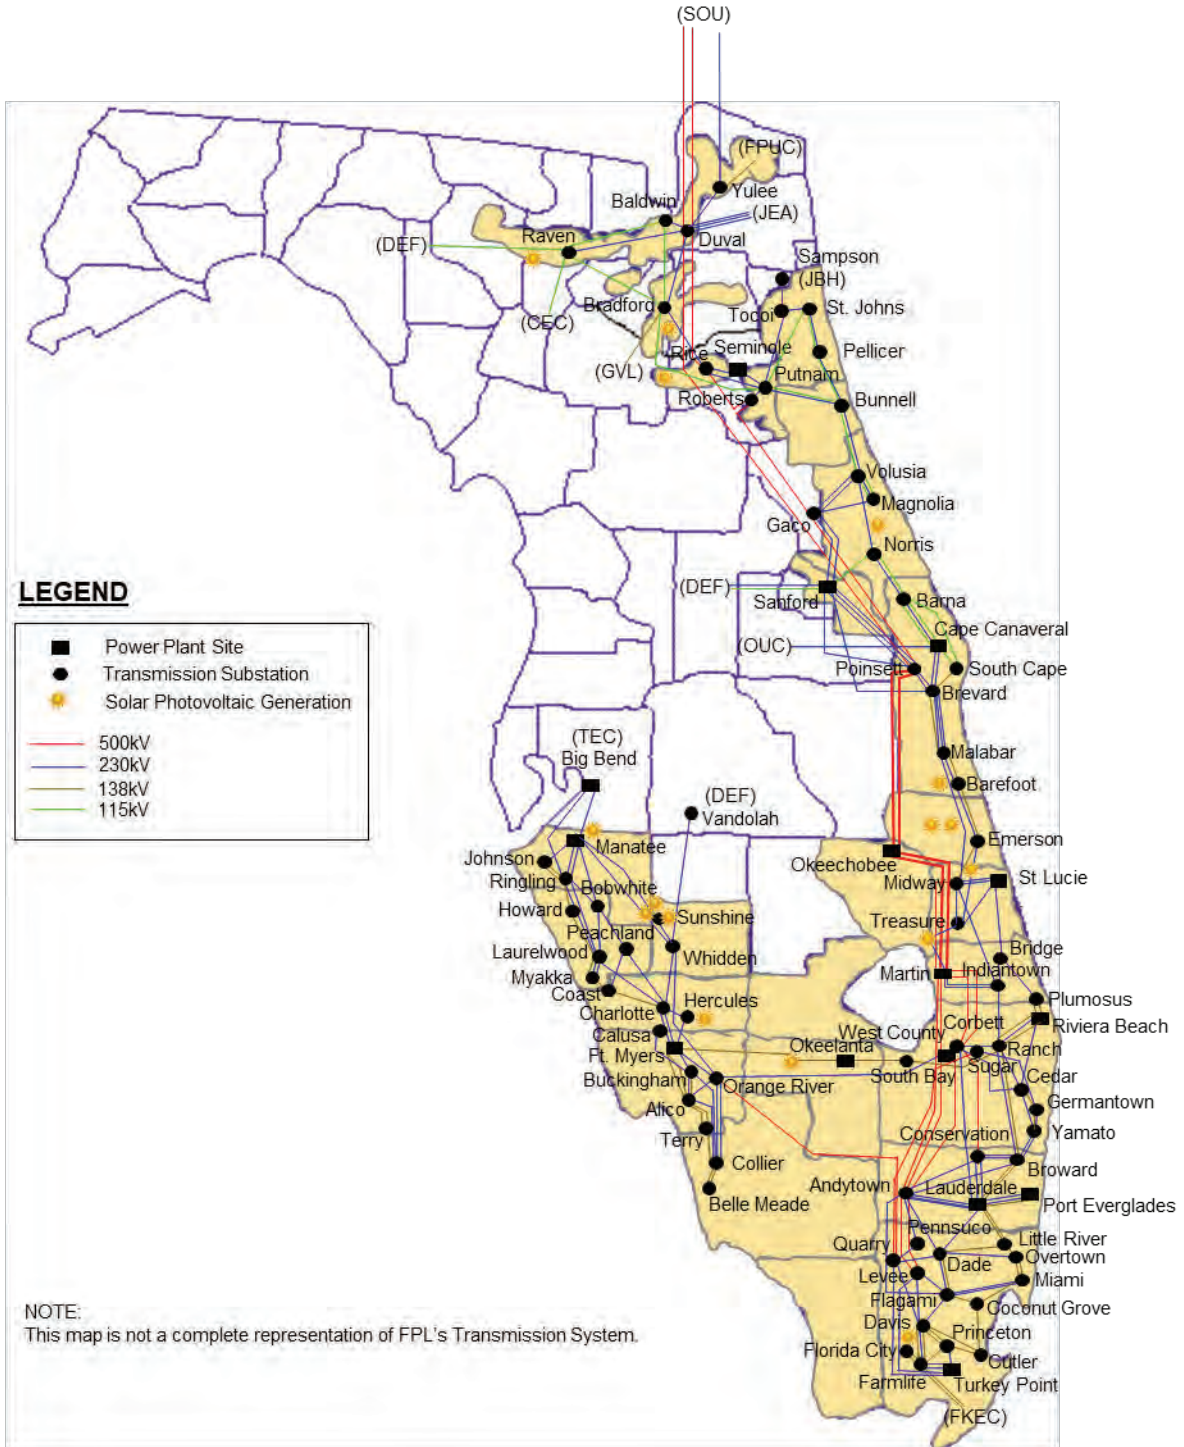 (SOU)
(FPUC)
Yulee
Baldwin
(JEA)
Raven
(DEF)
Duval
Sampson
(JBH)
Bradford
Tocoi
St. Johns
(CEC)
Rice
Seminole
Pellicer
(GVL)
Putnam
Roberts
Bunnell
Volusia
Magnolia
Gaco
Norris
LEGEND
(DEF)
Sanford
Barna
Cape Canaveral
Power Plant Site
(OUC)
Transmission Substation
Poinsett
South Cape
Solar Photovoltaic Generation
Brevard
500kV
(TEC)
230kV
Big Bend
Malabar
138kV
Barefoot
115kV
(DEF)
Vandolah
Manatee
Emerson
Johnson
Okeechobee
Ringling
Bobwhite
Midway
St Lucie
Howard
Sunshine
Treasure
Peachland
Laurelwood
Whidden
Bridge
Myakka
Martin
Indiantown
Coast
Hercules
Plumosus
Charlotte
Riviera Beach
Calusa
West County
Corbett
Ft. Myers
Okeelanta
Ranch
Sugar
Buckingham
Orange River
South Bay
Cedar
Alico
Germantown
Terry
Conservation
Yamato
Collier
Broward
Belle Meade
Andytown
Lauderdale
Port Everglades
Pennsuco
Quarry
Little River
Dade
Overtown
Levee
Miami
Flagami
Coconut Grove
Davis
Princeton
Florida City
Cutler
Farmlife
Turkey Point
(FKEC)
NOTE:
This map is not a complete representation of FPL's Transmission System.